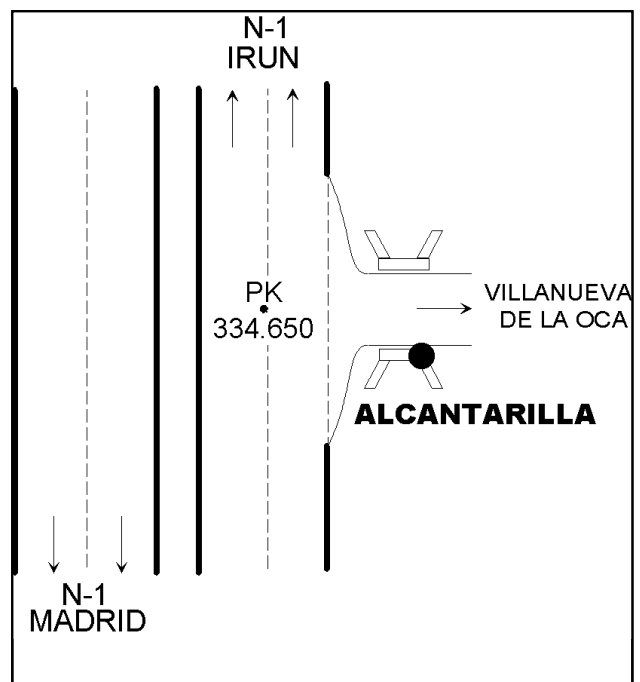 N-1
IRUN
PK
334.650
VILLANUEVA
DE LA OCA
ALCANTARILLA
N-1
MADRID